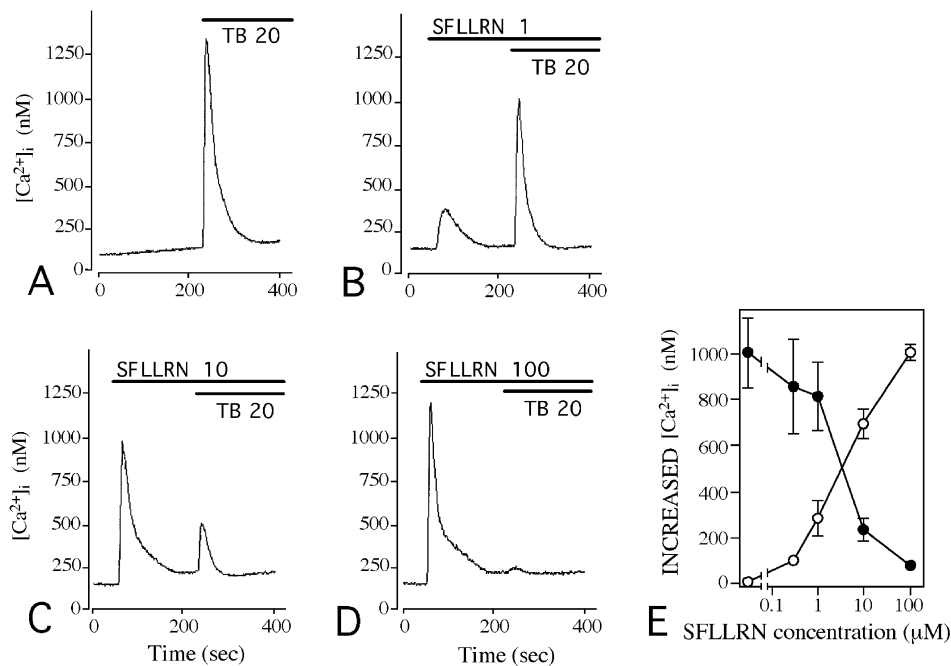 TB 20
1250
1000
750
500
250
0
[Ca²⁺]ᵢ (nM)
0 200 400
A
SFLLRN 1
TB 20
1250
1000
750
500
250
0
0 200 400
B
SFLLRN 10
TB 20
1250
1000
750
500
250
0
[Ca²⁺]ᵢ (nM)
0 200 400
Time (sec)
C
SFLLRN 100
TB 20
1250
1000
750
500
250
0
0 200 400
Time (sec)
D
1000
800
600
400
200
0
INCREASED [Ca²⁺]ᵢ (nM)
0.1 1 10 100
SFLLRN concentration (µM)
E